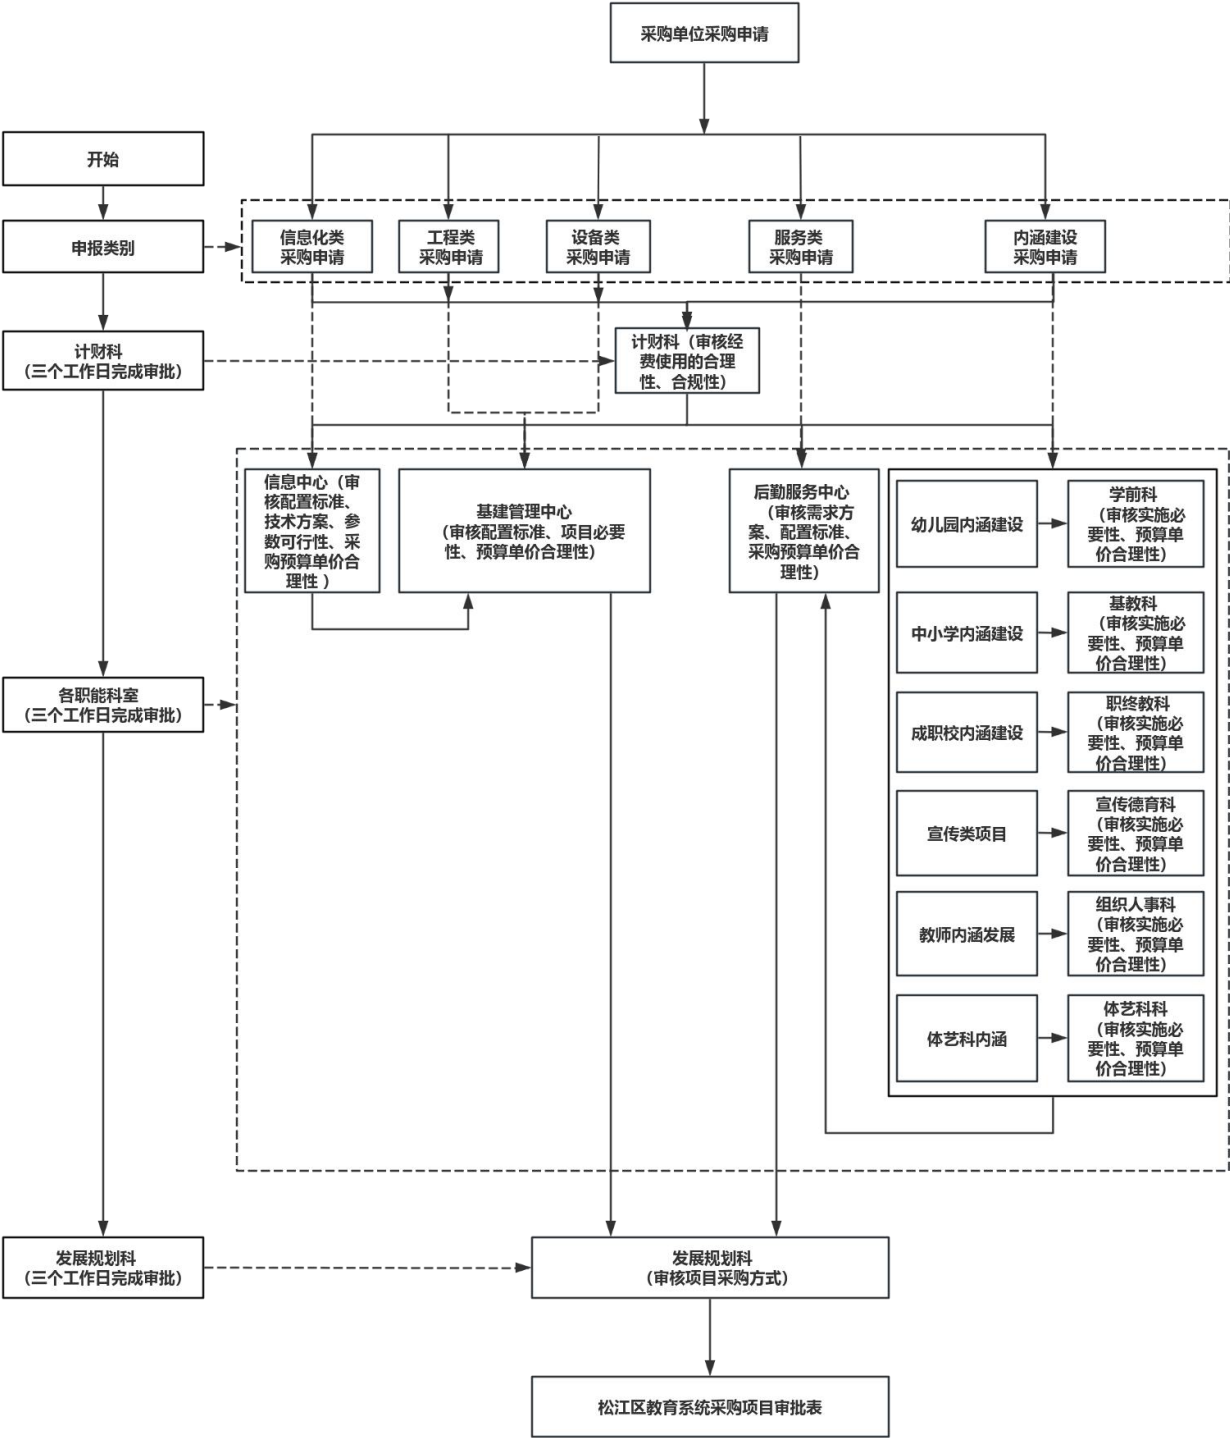 采购单位采购申请
开始
申报类别
信息化类
采购申请
工程类
采购申请
设备类
采购申请
服务类
采购申请
内涵建设
采购申请
计财科
（三个工作日完成审批）
计财科（审核经
费使用的合理
性、合规性）
信息中心（审
核配置标准、
技术方案、参
数可行性、采
购预算单价合
理性 ）
基建管理中心
（审核配置标准、项目必要
性、预算单价合理性）
后勤服务中心
（审核需求方
案、配置标准、
采购预算单价合
理性）
幼儿园内涵建设
学前科
（审核实施必
要性、预算单
价合理性）
中小学内涵建设
基教科
（审核实施必
要性、预算单
价合理性）
各职能科室
（三个工作日完成审批）
成职校内涵建设
职终教科
（审核实施必
要性、预算单
价合理性）
宣传类项目
宣传德育科
（审核实施必
要性、预算单
价合理性）
教师内涵发展
组织人事科
（审核实施必
要性、预算单
价合理性）
体艺科内涵
体艺科科
（审核实施必
要性、预算单
价合理性）
发展规划科
（三个工作日完成审批）
发展规划科
（审核项目采购方式）
松江区教育系统采购项目审批表